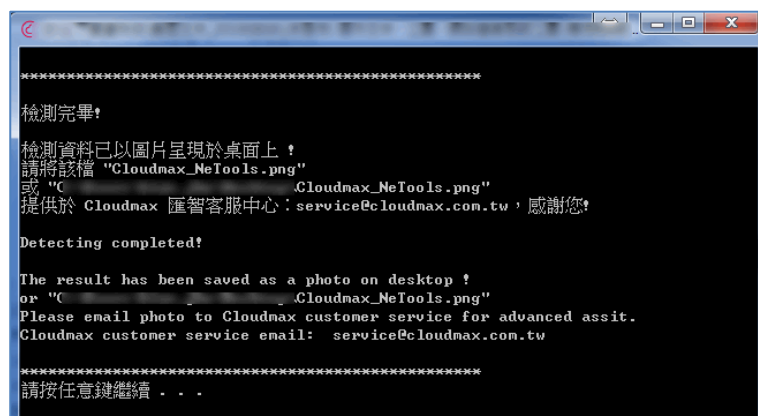 **************************************************
檢測完畢!
檢測資料已以圖片呈現於桌面上 !
請將該檔 "Cloudmax_NeTools.png"
或 "C Cloudmax_NeTools.png"
提供於 Cloudmax 匯智客服中心：service@cloudmax.com.tw，感謝您!
Detecting completed!
The result has been saved as a photo on desktop !
or "C \Cloudmax_NeTools.png"
Please email photo to Cloudmax customer service for advanced assit.
Cloudmax customer service email:  service@cloudmax.com.tw
**************************************************
請按任意鍵繼續 . . .